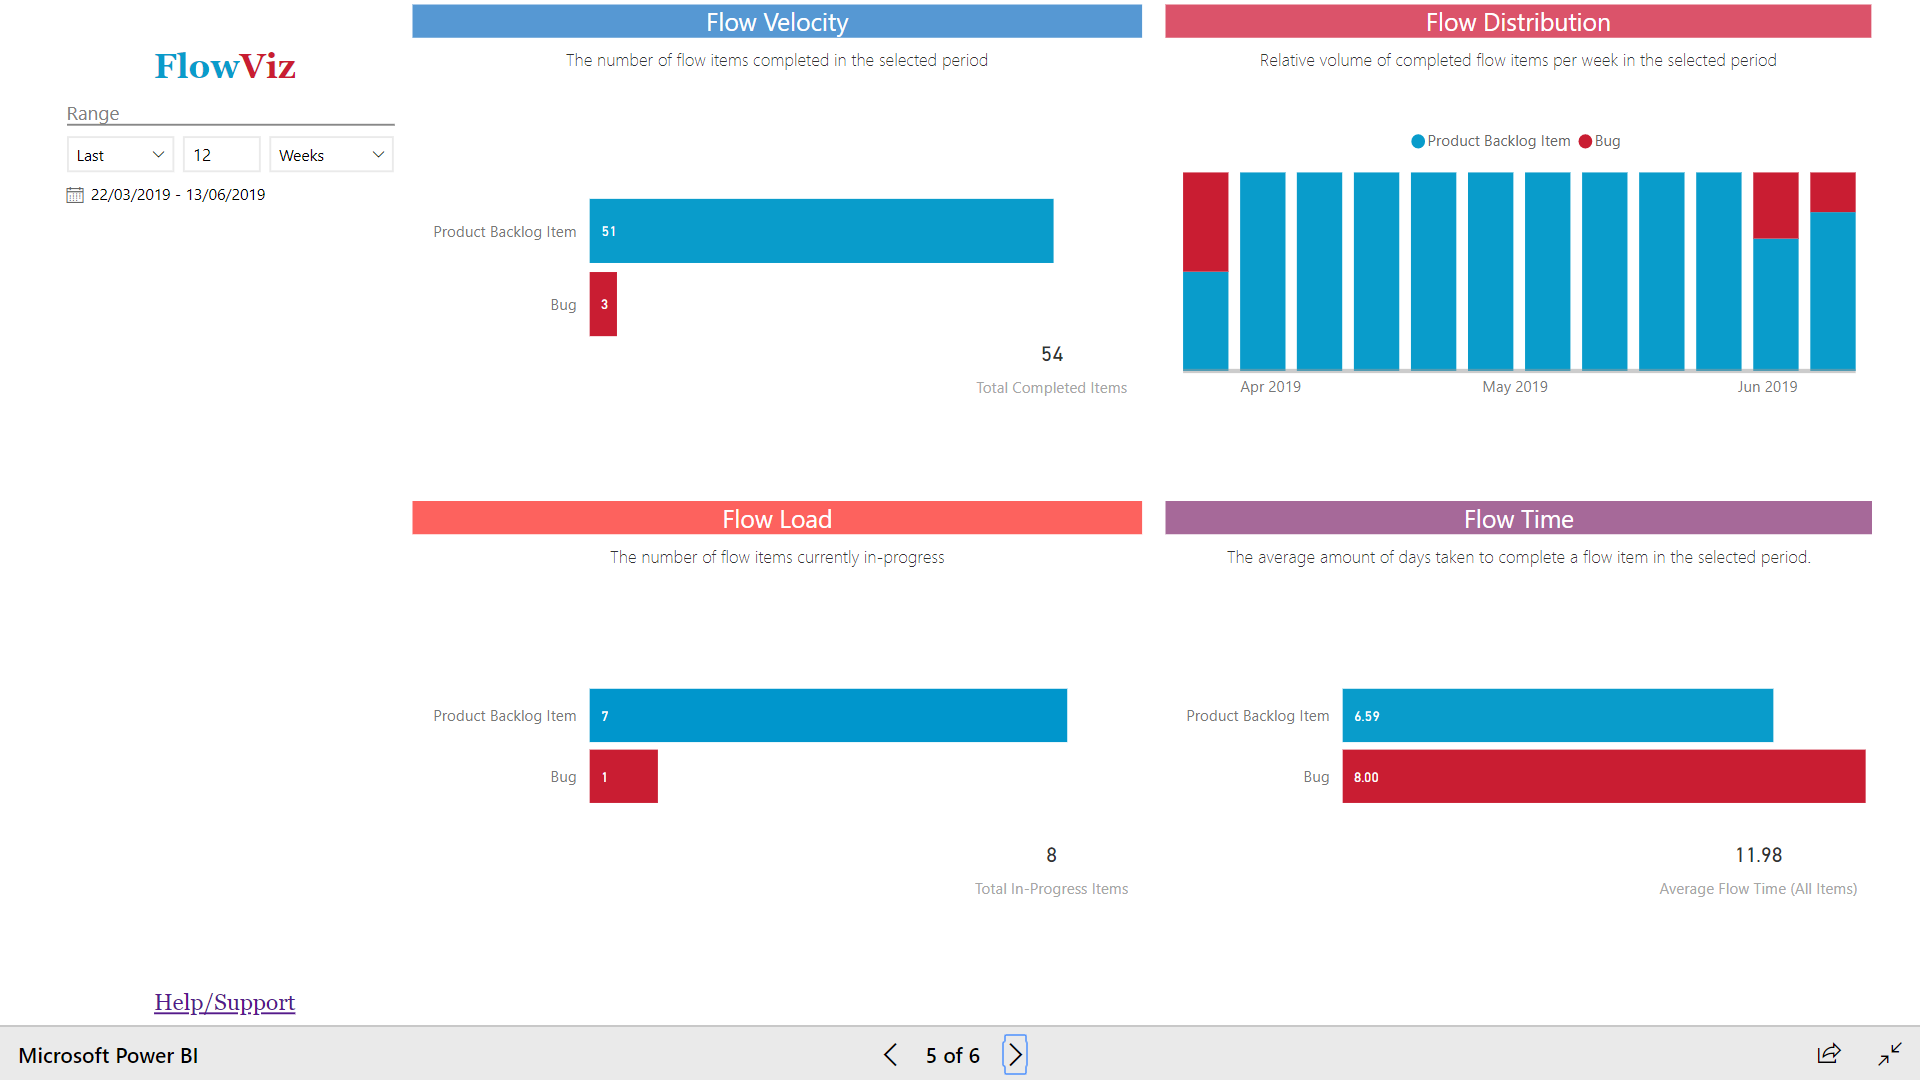 FlowViz
Range
Last
12
Weeks
22/03/2019 - 13/06/2019
Help/Support
Flow Velocity
The number of flow items completed in the selected period
Product Backlog Item
51
Bug
3
54
Total Completed Items
Flow Distribution
Relative volume of completed flow items per week in the selected period
Product Backlog Item Bug
Apr 2019 May 2019 Jun 2019
Flow Load
The number of flow items currently in-progress
Product Backlog Item
7
Bug
1
8
Total In-Progress Items
Flow Time
The average amount of days taken to complete a flow item in the selected period.
Product Backlog Item
6.59
Bug
8.00
11.98
Average Flow Time (All Items)
Microsoft Power BI
5 of 6